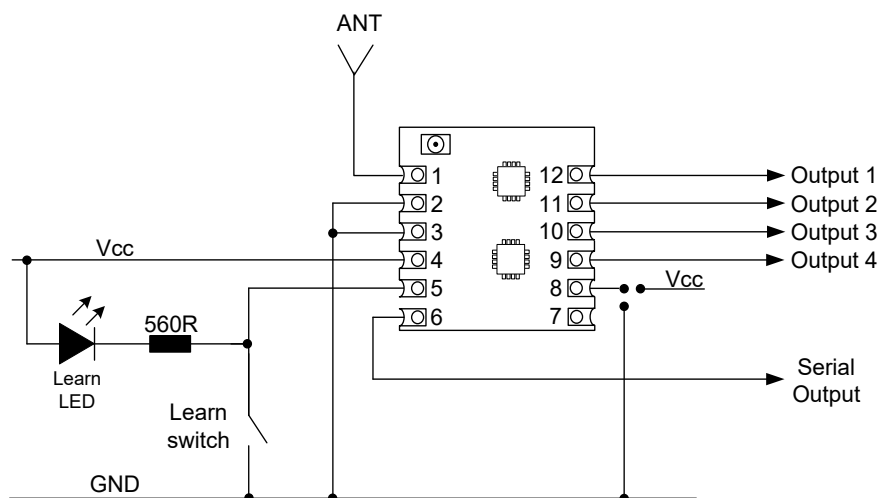 ANT
1
2
3
4
5
6
12
11
10
9
8
7
Output 1
Output 2
Output 3
Output 4
Vcc
Vcc
560R
Learn
LED
Learn
switch
Serial
Output
GND